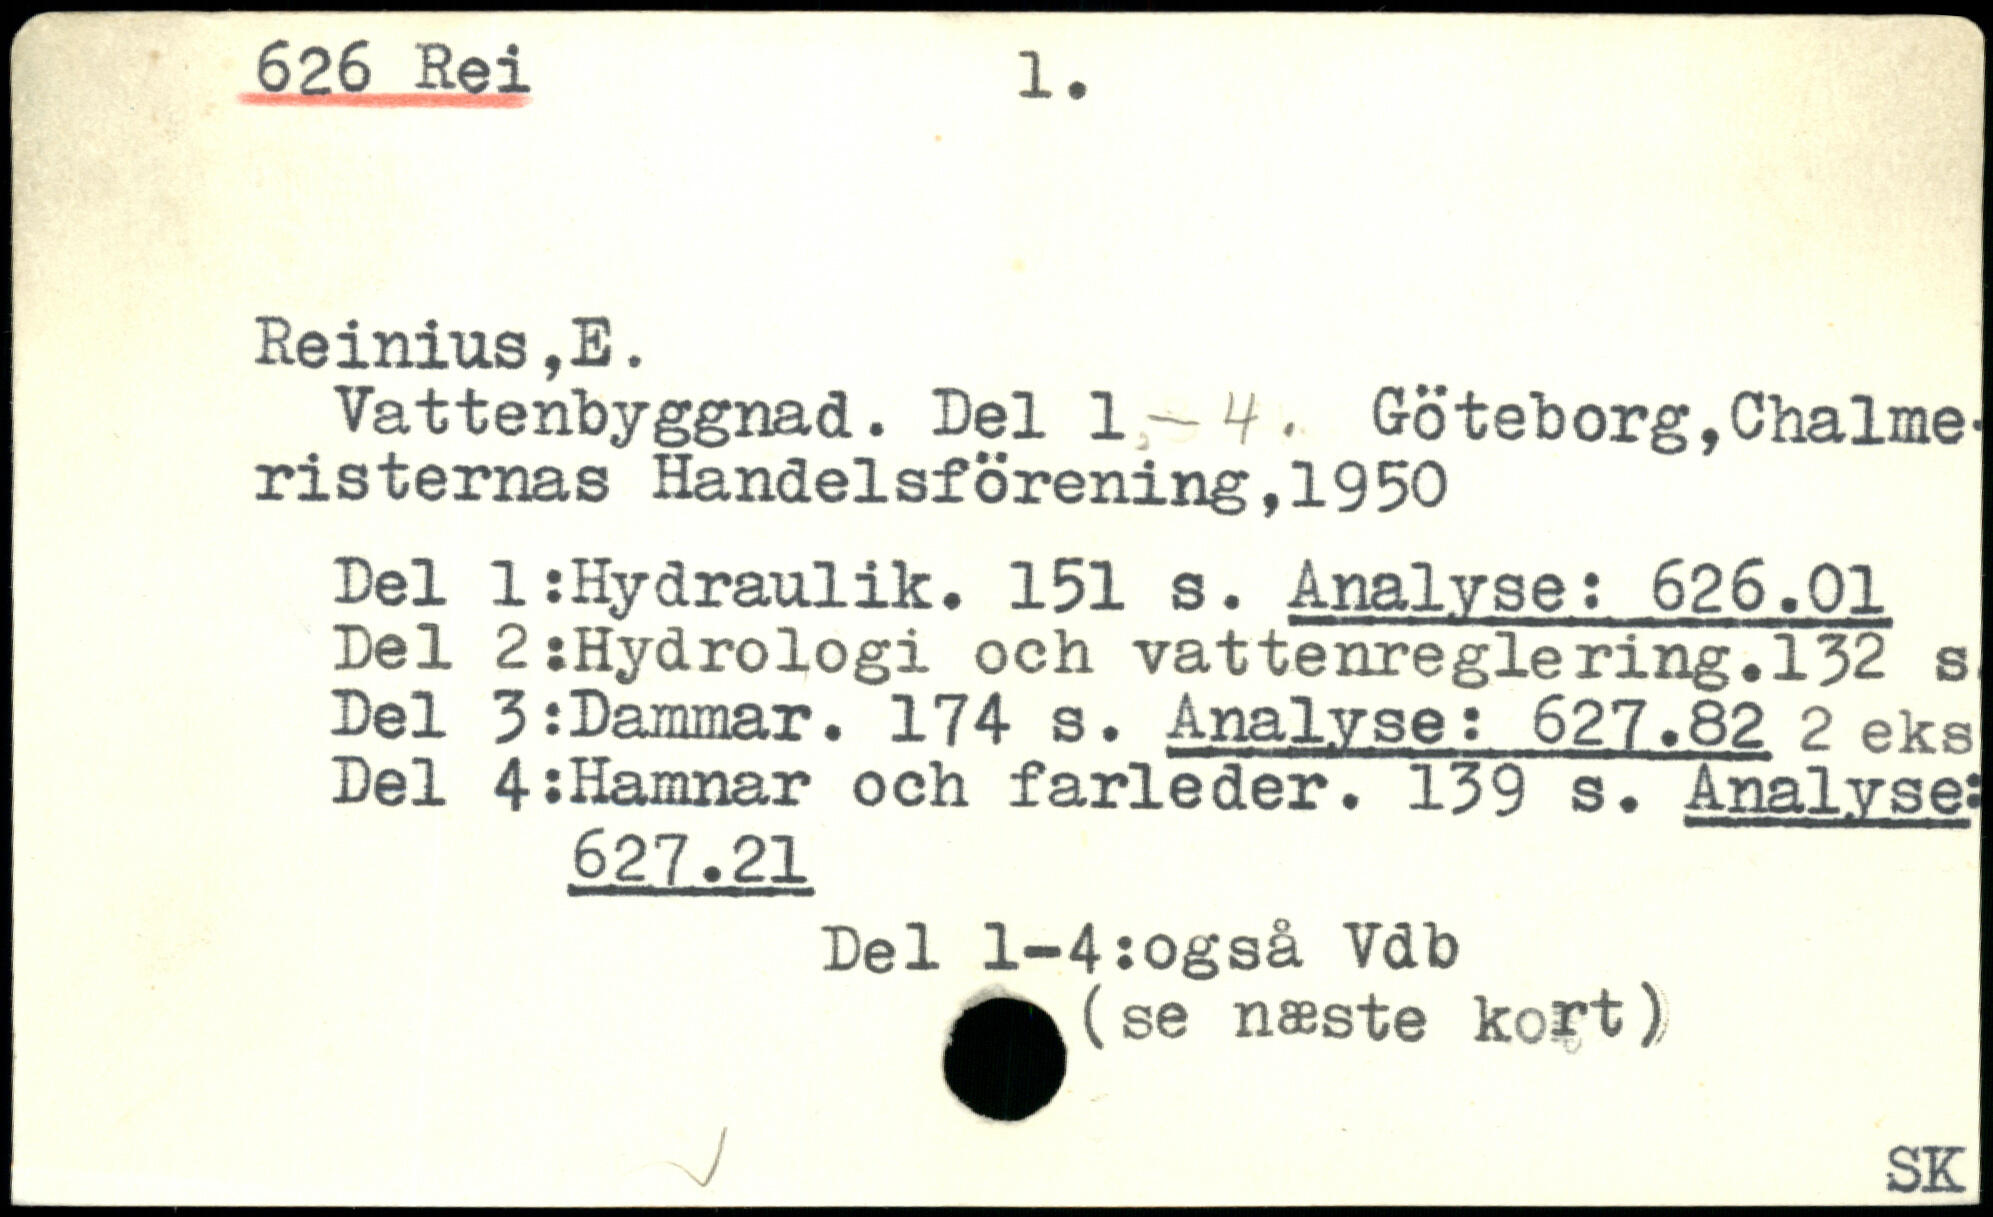 626 Rei 1.
Reinius,E.
Vattenbyggnad. Del 1 - 4. Göteborg,Chalme-
risternas Handelsförening,1950
Del 1:Hydraulik. 151 s. Analyse: 626.01
Del 2:Hydrologi och vattenreglering.132 s.
Del 3:Dammar. 174 s. Analyse: 627.82 2 eks
Del 4:Hamnar och farleder. 139 s. Analyse:
627.21
Del 1-4:også Vdb
(se næste kort)
SK